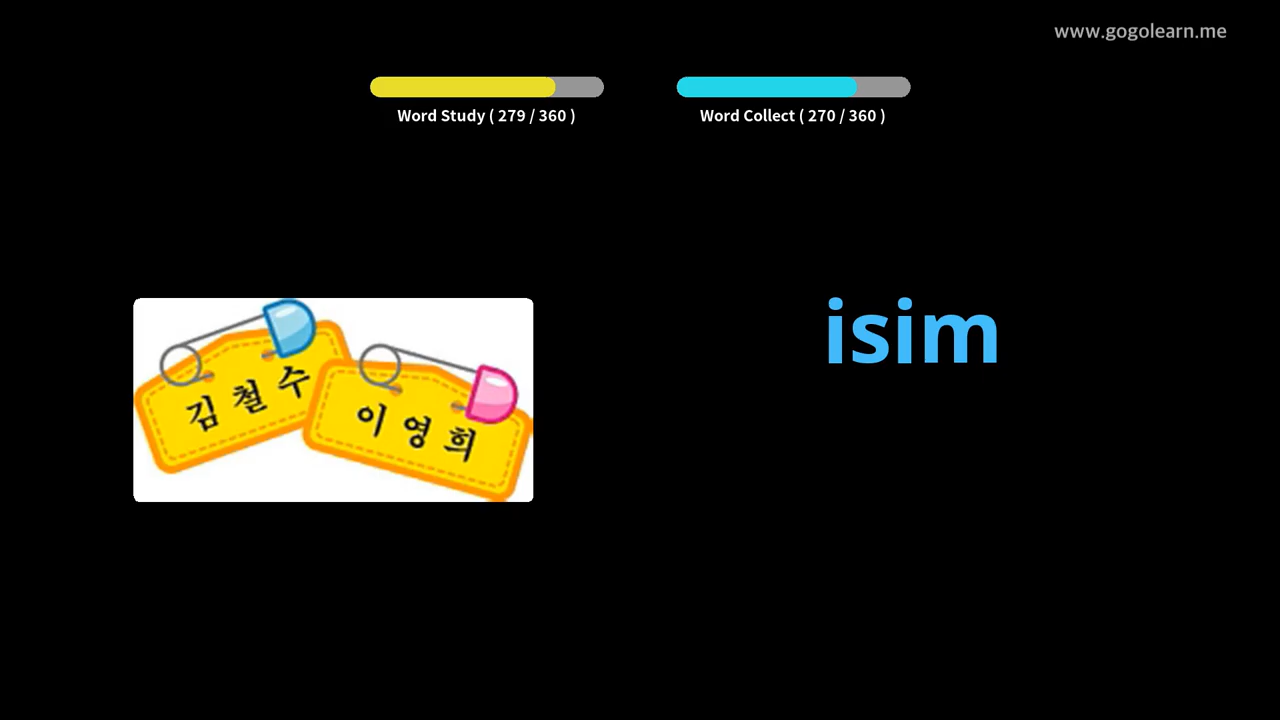 www.gogolearn.me
Word Study ( 279 / 360 )
Word Collect ( 270 / 360 )
김철수
이영희
isim